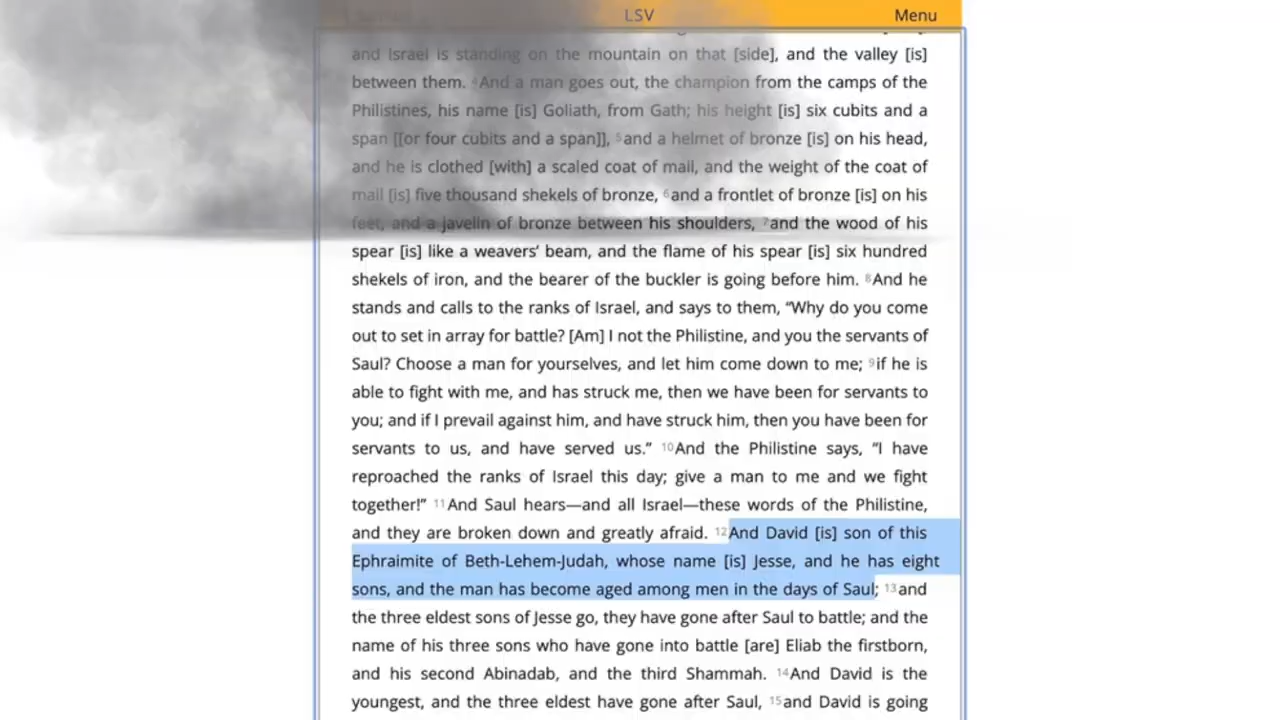 LSV
Menu
and Israel is standing on the mountain on that [side], and the valley [is]
between them. 4And a man goes out, the champion from the camps of the
Philistines, his name [is] Goliath, from Gath; his height [is] six cubits and a
span [[or four cubits and a span]], 5and a helmet of bronze [is] on his head,
and he is clothed [with] a scaled coat of mail, and the weight of the coat of
mail [is] five thousand shekels of bronze, 6and a frontlet of bronze [is] on his
feet, and a javelin of bronze between his shoulders, 7and the wood of his
spear [is] like a weavers’ beam, and the flame of his spear [is] six hundred
shekels of iron, and the bearer of the buckler is going before him. 8And he
stands and calls to the ranks of Israel, and says to them, “Why do you come
out to set in array for battle? [Am] I not the Philistine, and you the servants of
Saul? Choose a man for yourselves, and let him come down to me; 9if he is
able to fight with me, and has struck me, then we have been for servants to
you; and if I prevail against him, and have struck him, then you have been for
servants to us, and have served us.” 10And the Philistine says, “I have
reproached the ranks of Israel this day; give a man to me and we fight
together!” 11And Saul hears—and all Israel—these words of the Philistine,
and they are broken down and greatly afraid. 12And David [is] son of this
Ephraimite of Beth-Lehem-Judah, whose name [is] Jesse, and he has eight
sons, and the man has become aged among men in the days of Saul; 13and
the three eldest sons of Jesse go, they have gone after Saul to battle; and the
name of his three sons who have gone into battle [are] Eliab the firstborn,
and his second Abinadab, and the third Shammah. 14And David is the
youngest, and the three eldest have gone after Saul, 15and David is going